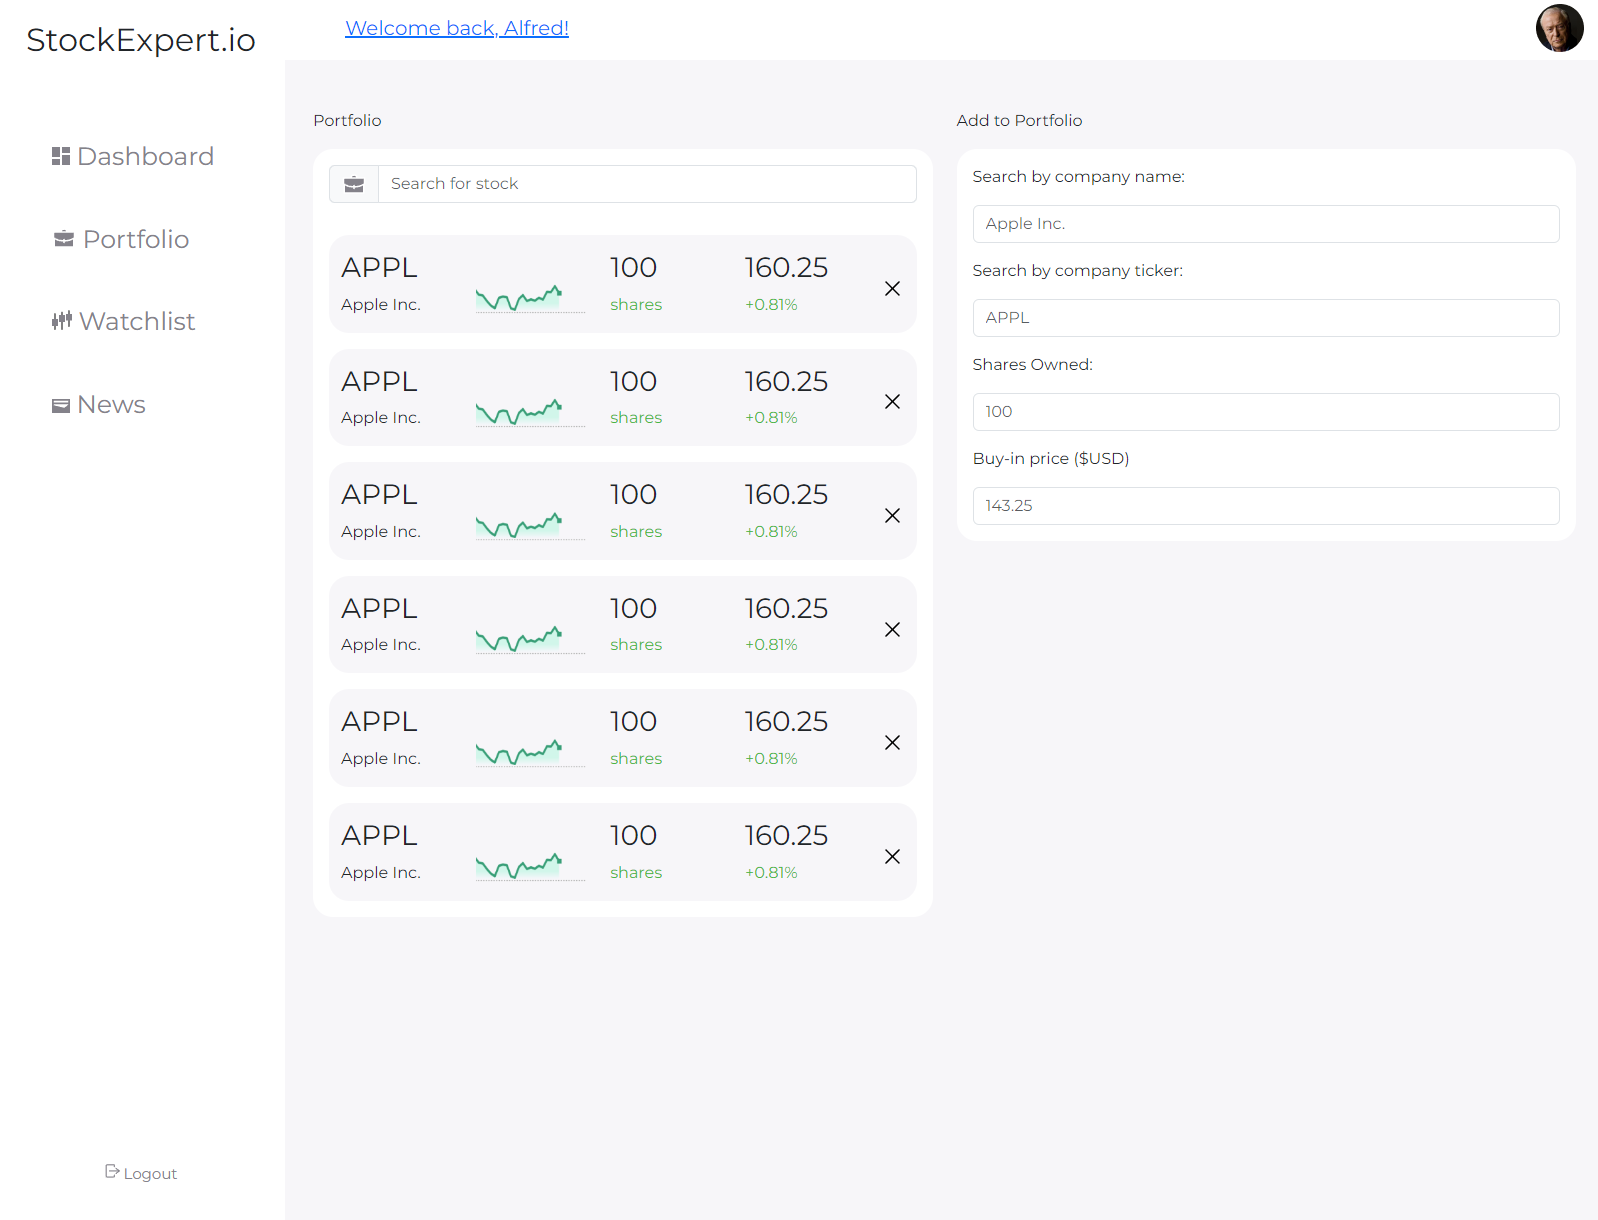 StockExpert.io
Welcome back, Alfred!
Dashboard
Portfolio
Watchlist
News
Logout
Portfolio
Search for stock
APPL 100 160.25
Apple Inc. shares +0.81%
APPL 100 160.25
Apple Inc. shares +0.81%
APPL 100 160.25
Apple Inc. shares +0.81%
APPL 100 160.25
Apple Inc. shares +0.81%
APPL 100 160.25
Apple Inc. shares +0.81%
APPL 100 160.25
Apple Inc. shares +0.81%
Add to Portfolio
Search by company name:
Apple Inc.
Search by company ticker:
APPL
Shares Owned:
100
Buy-in price ($USD)
143.25